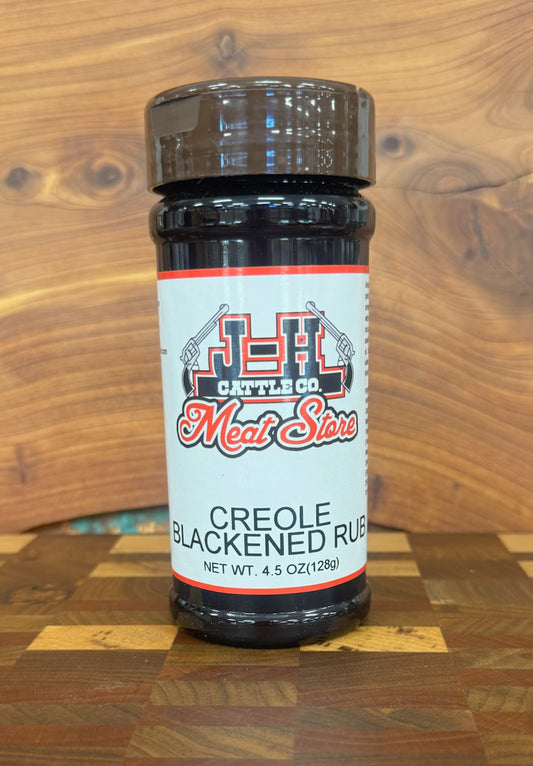 J-H
CATTLE CO.
Meat Store
CREOLE
BLACKENED RUB
NET WT. 4.5 OZ(128g)